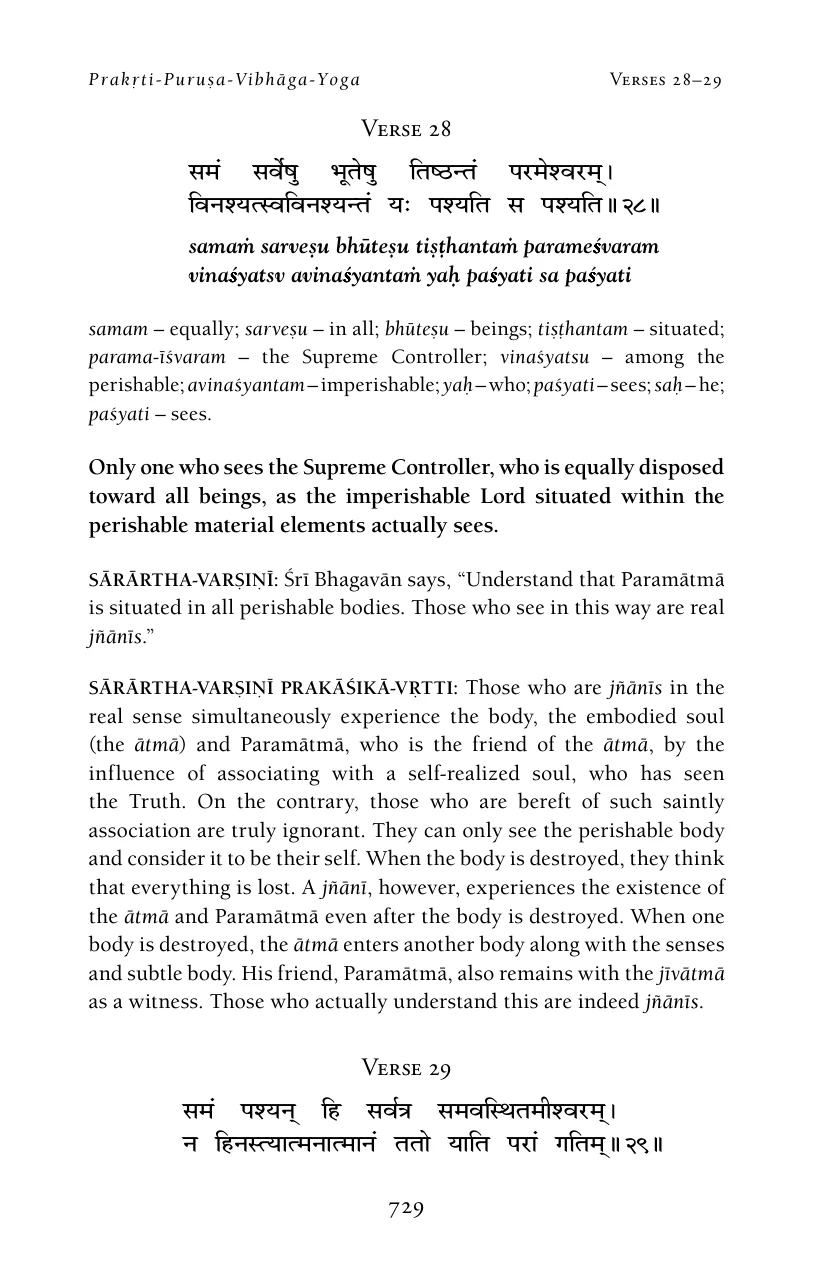 Prakṛti-Puruṣa-Vibhāga-Yoga Verses 28–29
Verse 28
समं सर्वेषु भूतेषु तिष्ठन्तं परमेश्वरम्।
विनश्यत्स्वविनश्यन्तं यः पश्यति स पश्यति॥२८॥
samaṁ sarveṣu bhūteṣu tiṣṭhantaṁ parameśvaram
vinaśyatsv avinaśyantaṁ yaḥ paśyati sa paśyati
samam – equally; sarveṣu – in all; bhūteṣu – beings; tiṣṭhantam – situated;
parama-īśvaram – the Supreme Controller; vinaśyatsu – among the
perishable; avinaśyantam – imperishable; yaḥ – who; paśyati – sees; saḥ – he;
paśyati – sees.
Only one who sees the Supreme Controller, who is equally disposed
toward all beings, as the imperishable Lord situated within the
perishable material elements actually sees.
SĀRĀRTHA-VARṢIṆĪ: Śrī Bhagavān says, “Understand that Paramātmā
is situated in all perishable bodies. Those who see in this way are real
jñānīs.”
SĀRĀRTHA-VARṢIṆĪ PRAKĀŚIKĀ-VṚTTI: Those who are jñānīs in the
real sense simultaneously experience the body, the embodied soul
(the ātmā) and Paramātmā, who is the friend of the ātmā, by the
influence of associating with a self-realized soul, who has seen
the Truth. On the contrary, those who are bereft of such saintly
association are truly ignorant. They can only see the perishable body
and consider it to be their self. When the body is destroyed, they think
that everything is lost. A jñānī, however, experiences the existence of
the ātmā and Paramātmā even after the body is destroyed. When one
body is destroyed, the ātmā enters another body along with the senses
and subtle body. His friend, Paramātmā, also remains with the jīvātmā
as a witness. Those who actually understand this are indeed jñānīs.
Verse 29
समं पश्यन् हि सर्वत्र समवस्थितमीश्वरम्।
न हिनस्त्यात्मनात्मानं ततो याति परां गतिम्॥२९॥
729